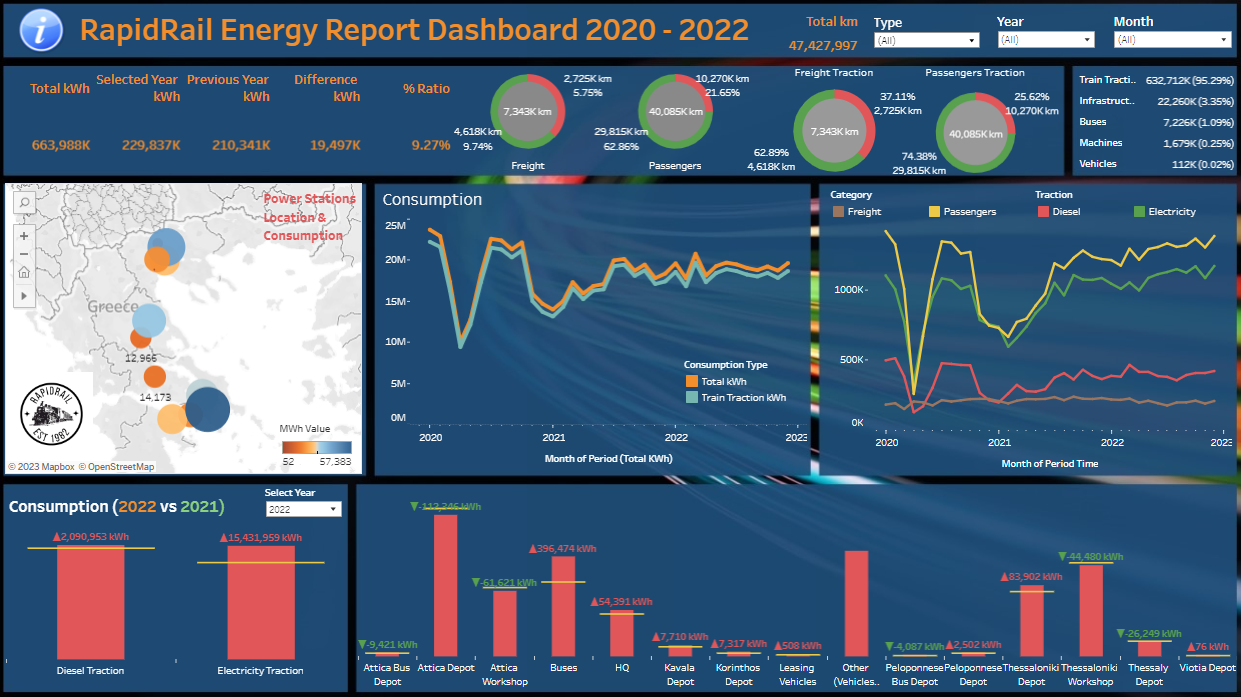 RapidRail Energy Report Dashboard 2020 - 2022
Total km
47,427,997
Type
(All)
Year
(All)
Month
(All)
Total kWh
Selected Year
kWh
Previous Year
kWh
Difference
kWh
% Ratio
663,988K
229,837K
210,341K
19,497K
9.27%
2,725K km
5.75%
7,343K km
4,618K km
9.74%
Freight
10,270K km
21.65%
40,085K km
29,815K km
62.86%
Passengers
Freight Traction
37.11%
2,725K km
7,343K km
62.89%
4,618K km
Passengers Traction
25.62%
10,270K km
40,085K km
74.38%
29,815K km
Train Tracti.. 632,712K (95.29%)
Infrastruct.. 22,260K (3.35%)
Buses 7,226K (1.09%)
Machines 1,679K (0.25%)
Vehicles 112K (0.02%)
Power Stations
Location &
Consumption
Greece
12,966
14,173
RAPIDRAIL
EST 1982
MWh Value
52 57,383
© 2023 Mapbox © OpenStreetMap
Consumption
25M
20M
15M
10M
5M
0M
Consumption Type
Total kWh
Train Traction kWh
2020 2021 2022 2023
Month of Period (Total KWh)
Category
Freight
Passengers
Traction
Diesel
Electricity
1000K
500K
0K
2020 2021 2022 2023
Month of Period Time
Consumption (2022 vs 2021)
Select Year
2022
▲2,090,953 kWh
▲15,431,959 kWh
Diesel Traction
Electricity Traction
▼-9,421 kWh
▼-61,621 kWh
▲396,474 kWh
▲54,391 kWh
▲7,710 kWh
▲7,317 kWh
▲508 kWh
▼-4,087 kWh
▲2,502 kWh
▲83,902 kWh
▼-44,480 kWh
▼-26,249 kWh
▲76 kWh
Attica Bus
Depot
Attica Depot
Attica
Workshop
Buses
HQ
Kavala
Depot
Korinthos
Depot
Leasing
Vehicles
Other
(Vehicles..
Peloponnese
Bus Depot
Peloponnese
Depot
Thessaloniki
Depot
Thessaloniki
Workshop
Thessaly
Depot
Viotia Depot